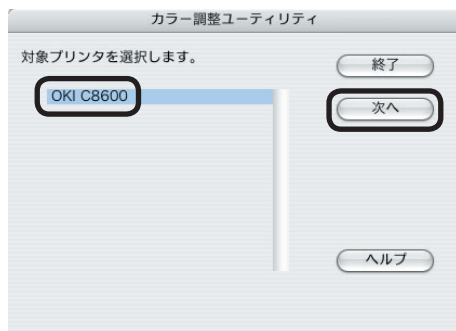 カラー調整ユーティリティ
対象プリンタを選択します。
終了
OKI C8600
次へ
ヘルプ